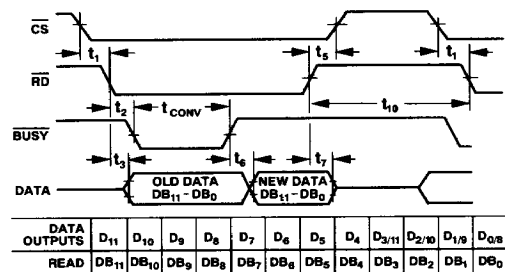 CS
t1 t5 t1
RD
t2 tCONV t10
BUSY
t3 t6 t7
DATA OLD DATA DB11 - DB0 NEW DATA DB11 - DB0
DATA OUTPUTS D11 D10 D9 D8 D7 D6 D5 D4 D3/11 D2/10 D1/9 D0/8
READ DB11 DB10 DB9 DB8 DB7 DB6 DB5 DB4 DB3 DB2 DB1 DB0